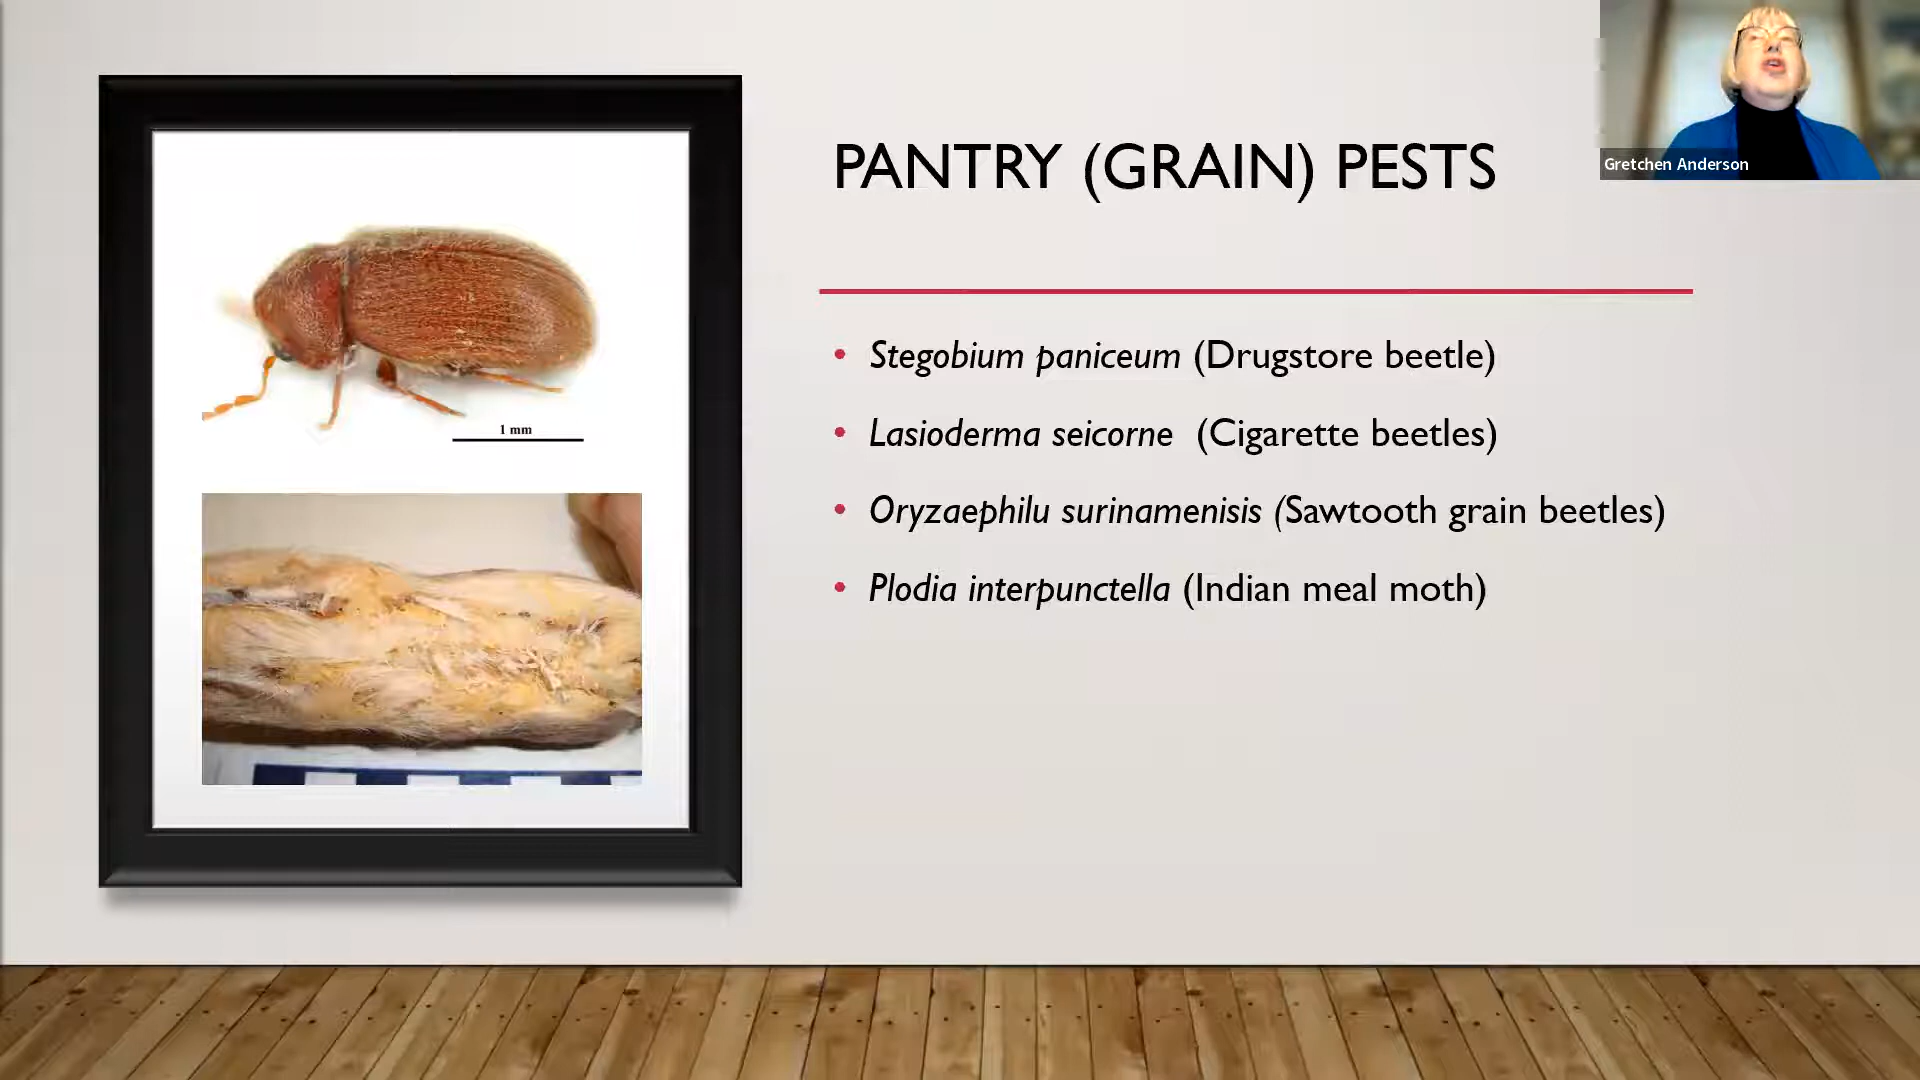 PANTRY (GRAIN) PESTS
Gretchen Anderson
• Stegobium paniceum (Drugstore beetle)
• Lasioderma seicorne (Cigarette beetles)
• Oryzaephilu surinamenisis (Sawtooth grain beetles)
• Plodia interpunctella (Indian meal moth)
1 mm